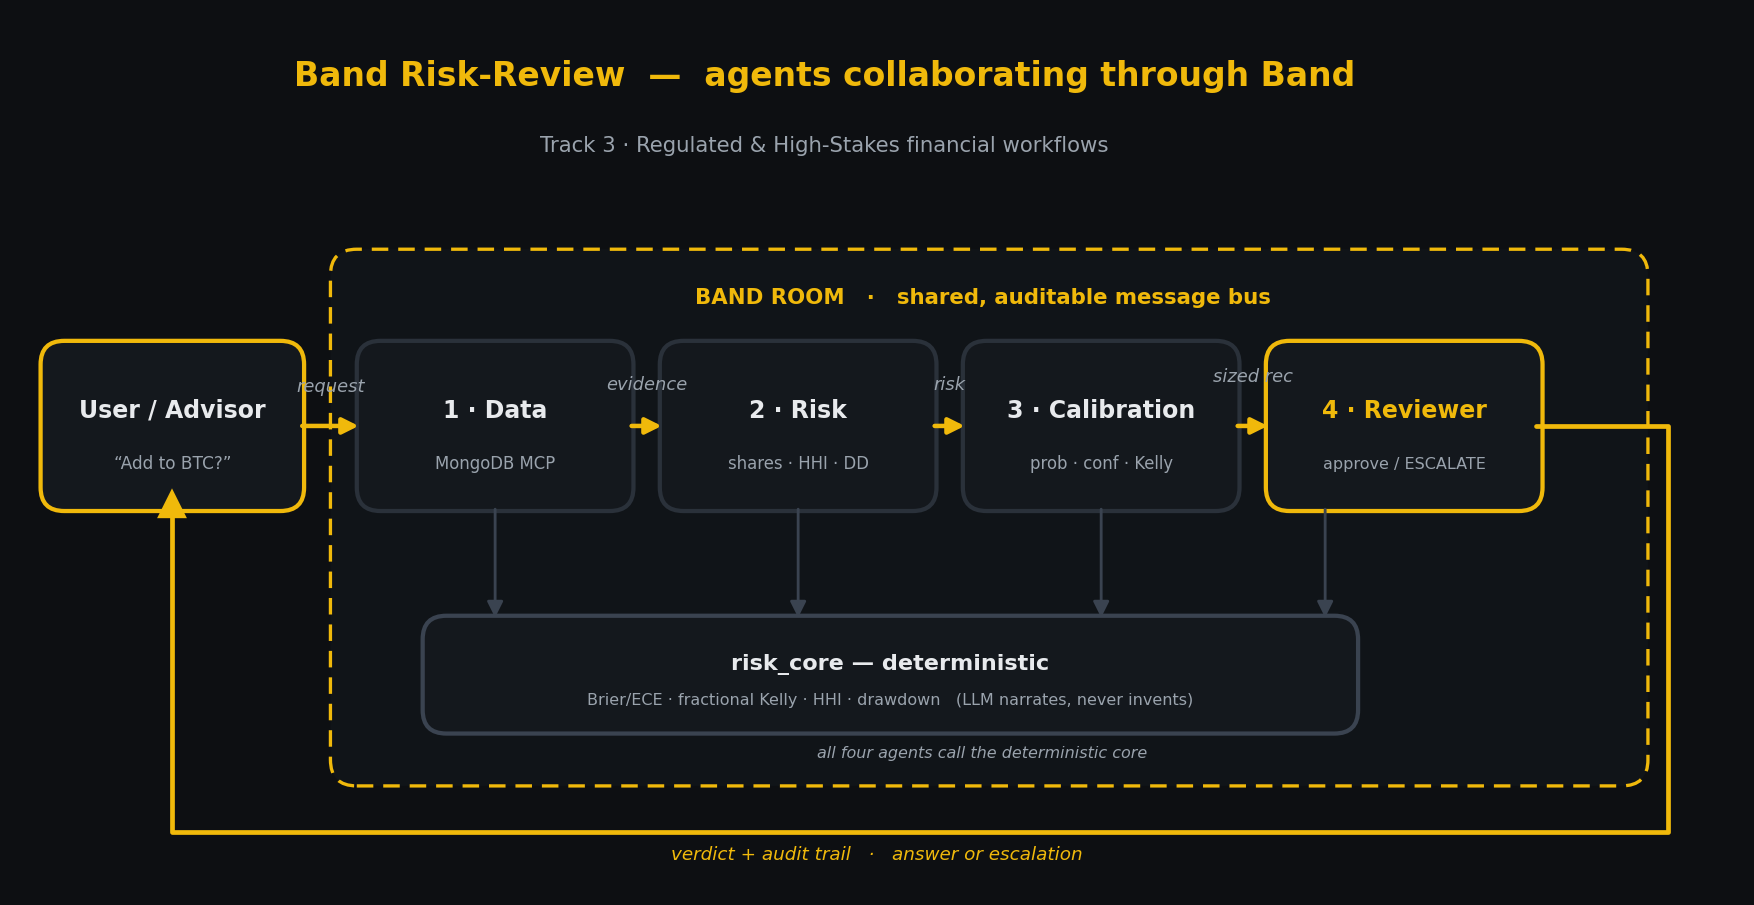 Band Risk-Review — agents collaborating through Band
Track 3 · Regulated & High-Stakes financial workflows
BAND ROOM · shared, auditable message bus
User / Advisor
“Add to BTC?”
request
1 · Data
MongoDB MCP
evidence
2 · Risk
shares · HHI · DD
risk
3 · Calibration
prob · conf · Kelly
sized rec
4 · Reviewer
approve / ESCALATE
risk_core — deterministic
Brier/ECE · fractional Kelly · HHI · drawdown (LLM narrates, never invents)
all four agents call the deterministic core
verdict + audit trail · answer or escalation